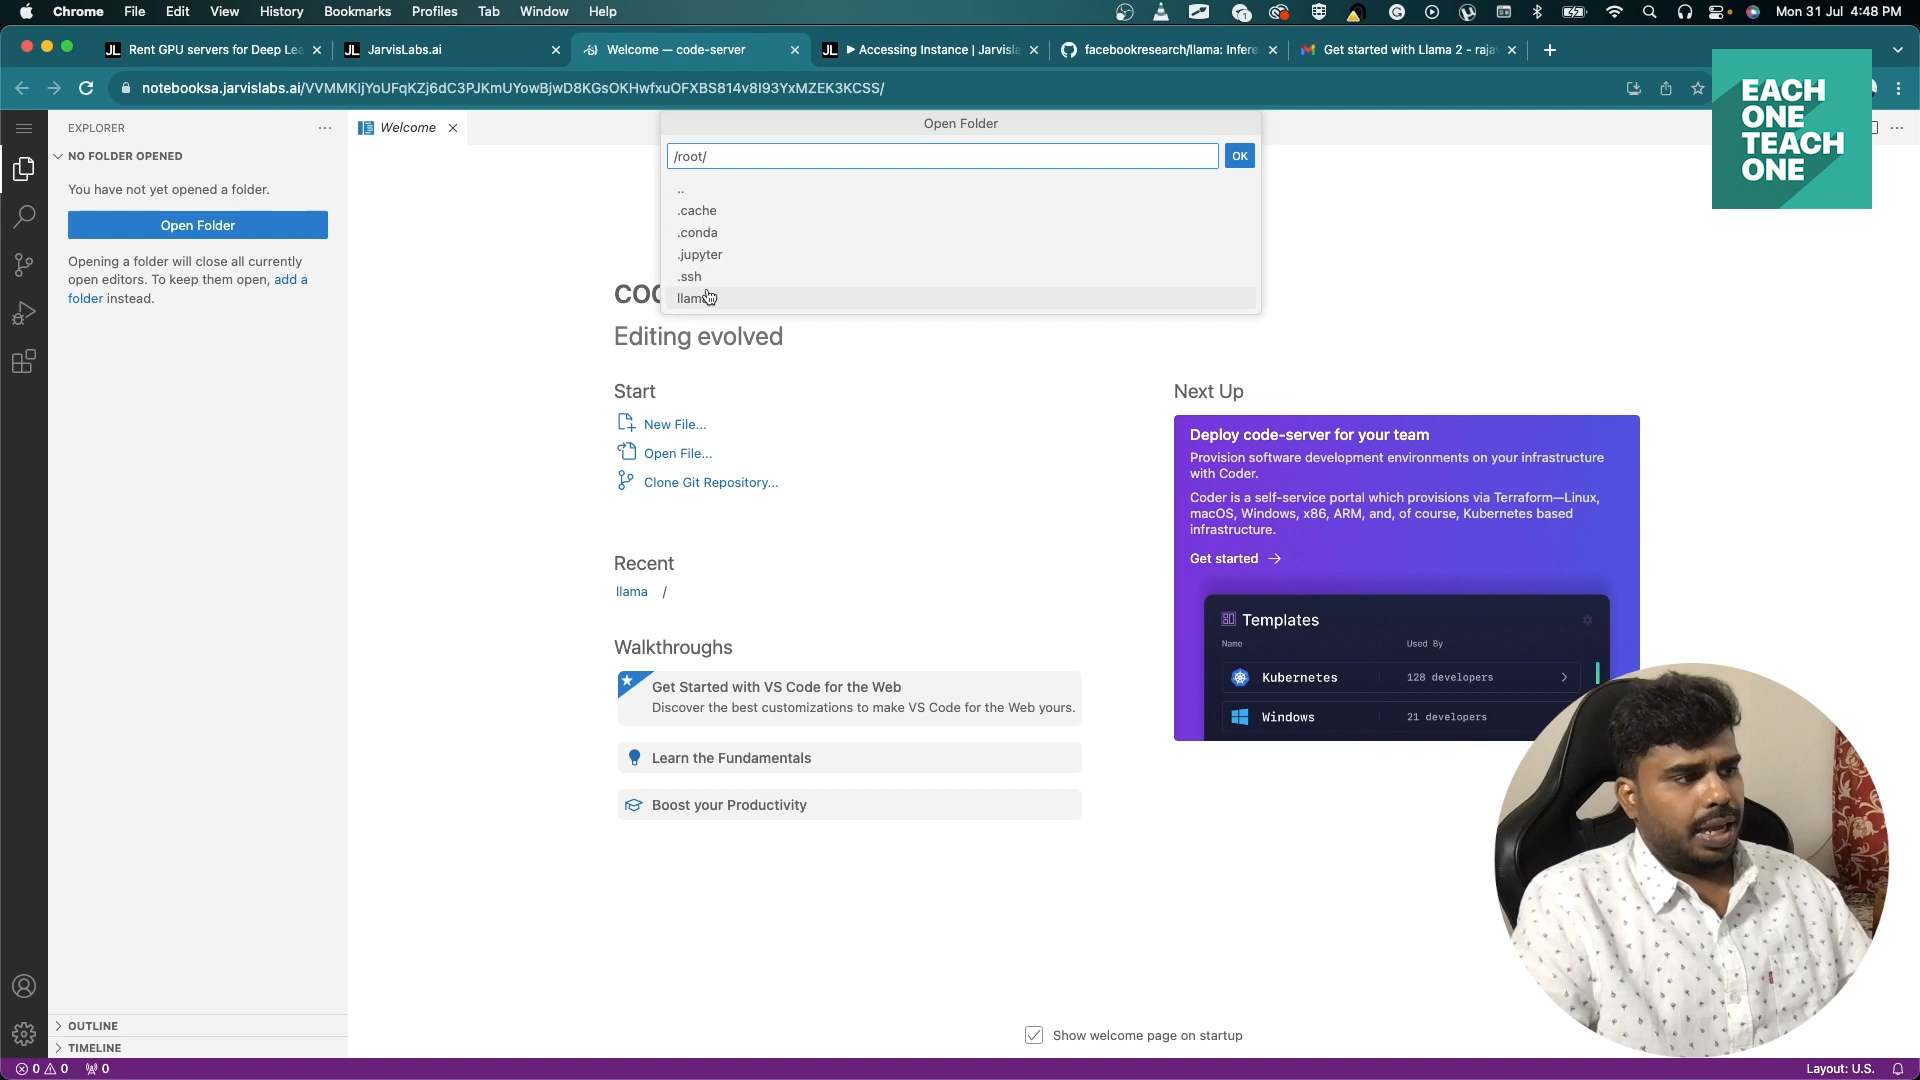 Chrome File Edit View History Bookmarks Profiles Tab Window Help
Mon 31 Jul 4:48 PM
Rent GPU servers for Deep Lea
JarvisLabs.ai
Welcome — code-server
Accessing Instance | Jarvisla
facebookresearch/llama: Infere
Get started with Llama 2 - raja
notebooksa.jarvislabs.ai/VVMMKljYoUFqKZj6dC3PJKmUYowBjwD8KGsOKHwfxuOFXBS814v8I93YxMZEK3KCSS/
EACH
ONE
TEACH
ONE
EXPLORER
NO FOLDER OPENED
You have not yet opened a folder.
Open Folder
Opening a folder will close all currently
open editors. To keep them open, add a
folder instead.
OUTLINE
TIMELINE
Welcome
Open Folder
/root/
OK
..
.cache
.conda
.jupyter
.ssh
Editing evolved
Start
New File...
Open File...
Clone Git Repository...
Recent
llama /
Walkthroughs
Get Started with VS Code for the Web
Discover the best customizations to make VS Code for the Web yours.
Learn the Fundamentals
Boost your Productivity
Next Up
Deploy code-server for your team
Provision software development environments on your infrastructure
with Coder.
Coder is a self-service portal which provisions via Terraform—Linux,
macOS, Windows, x86, ARM, and, of course, Kubernetes based
infrastructure.
Get started →
Templates
Name Used By
Kubernetes 128 developers
Windows 21 developers
Show welcome page on startup
0 0 0
Layout: U.S.